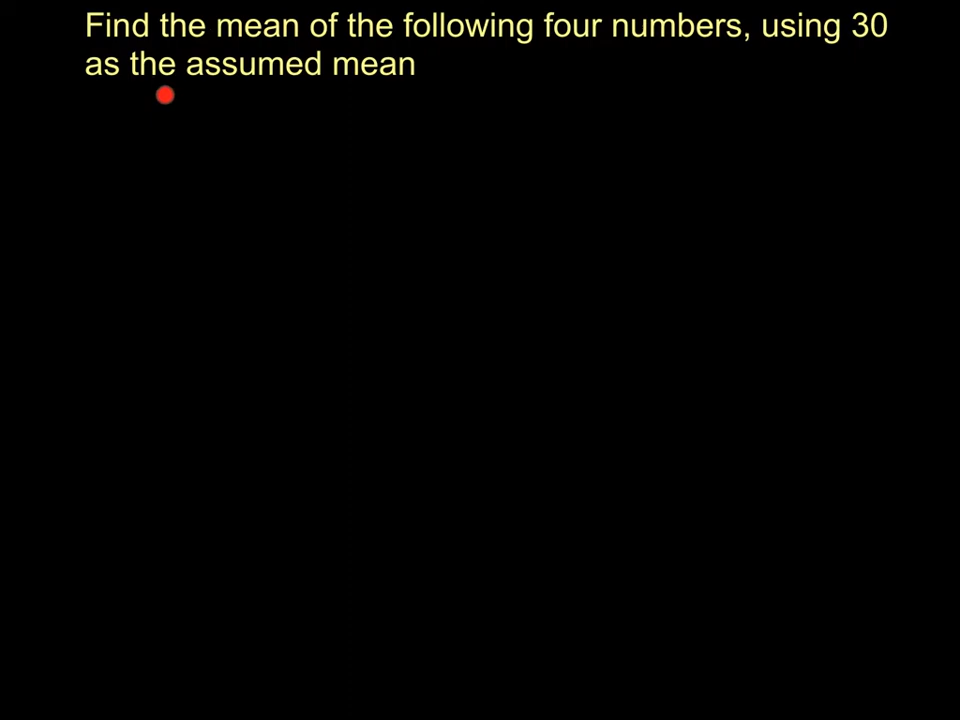 Find the mean of the following four numbers, using 30
as the assumed mean